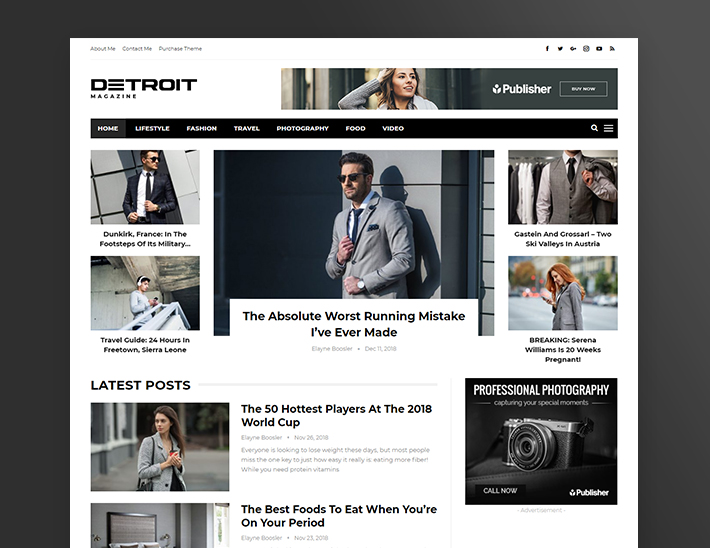 About Me Contact Me Purchase Theme
DETROIT
MAGAZINE
Publisher
BUY NOW
HOME LIFESTYLE FASHION TRAVEL PHOTOGRAPHY FOOD VIDEO
Dunkirk, France: In The
Footsteps Of Its Military...
Travel Guide: 24 Hours In
Freetown, Sierra Leone
The Absolute Worst Running Mistake
I've Ever Made
Elayne Boosler • Dec 11, 2018
Gastein And Grossarl – Two
Ski Valleys In Austria
BREAKING: Serena
Williams Is 20 Weeks
Pregnant!
LATEST POSTS
The 50 Hottest Players At The 2018
World Cup
Elayne Boosler • Nov 26, 2018
Everyone is looking to lose weight these days, but most people
miss the one key to just how easy it really is: eating more fiber!
While you need protein vitamins
The Best Foods To Eat When You're
On Your Period
Elayne Boosler • Nov 23, 2018
PROFESSIONAL PHOTOGRAPHY
capturing your special moments
CALL NOW
Publisher
- Advertisement -